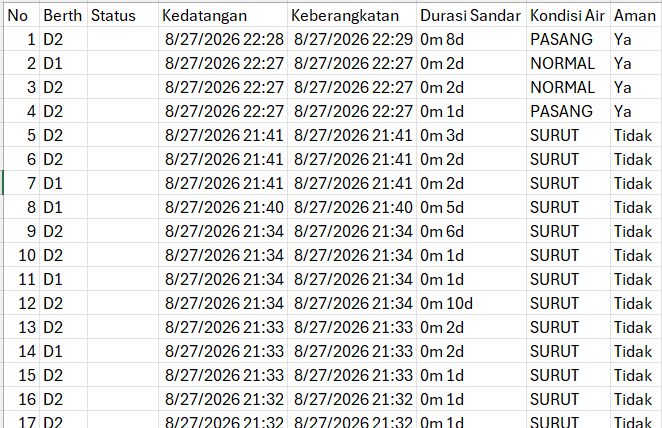 No Berth Status Kedatangan Keberangkatan Durasi Sandar Kondisi Air Aman
1 D2 8/27/2026 22:28 8/27/2026 22:29 0m 8d PASANG Ya
2 D1 8/27/2026 22:27 8/27/2026 22:27 0m 2d NORMAL Ya
3 D2 8/27/2026 22:27 8/27/2026 22:27 0m 2d NORMAL Ya
4 D2 8/27/2026 22:27 8/27/2026 22:27 0m 1d PASANG Ya
5 D2 8/27/2026 21:41 8/27/2026 21:41 0m 3d SURUT Tidak
6 D2 8/27/2026 21:41 8/27/2026 21:41 0m 2d SURUT Tidak
7 D1 8/27/2026 21:41 8/27/2026 21:41 0m 2d SURUT Tidak
8 D1 8/27/2026 21:40 8/27/2026 21:40 0m 5d SURUT Tidak
9 D2 8/27/2026 21:34 8/27/2026 21:34 0m 6d SURUT Tidak
10 D2 8/27/2026 21:34 8/27/2026 21:34 0m 1d SURUT Tidak
11 D1 8/27/2026 21:34 8/27/2026 21:34 0m 1d SURUT Tidak
12 D2 8/27/2026 21:34 8/27/2026 21:34 0m 10d SURUT Tidak
13 D2 8/27/2026 21:33 8/27/2026 21:33 0m 2d SURUT Tidak
14 D1 8/27/2026 21:33 8/27/2026 21:33 0m 2d SURUT Tidak
15 D2 8/27/2026 21:33 8/27/2026 21:33 0m 1d SURUT Tidak
16 D2 8/27/2026 21:32 8/27/2026 21:32 0m 1d SURUT Tidak
17 D2 8/27/2026 21:32 8/27/2026 21:32 0m 1d SURUT Tidak